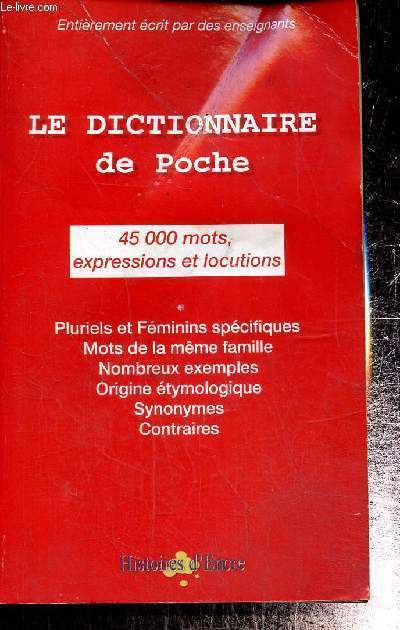 Le-livre.com
Entièrement écrit par des enseignants
LE DICTIONNAIRE
de Poche
45 000 mots,
expressions et locutions
Pluriels et Féminins spécifiques
Mots de la même famille
Nombreux exemples
Origine étymologique
Synonymes
Contraires
Histoires d'Encre